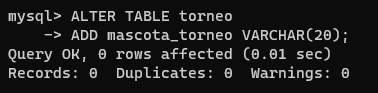 mysql> ALTER TABLE torneo
    -> ADD mascota_torneo VARCHAR(20);
Query OK, 0 rows affected (0.01 sec)
Records: 0  Duplicates: 0  Warnings: 0